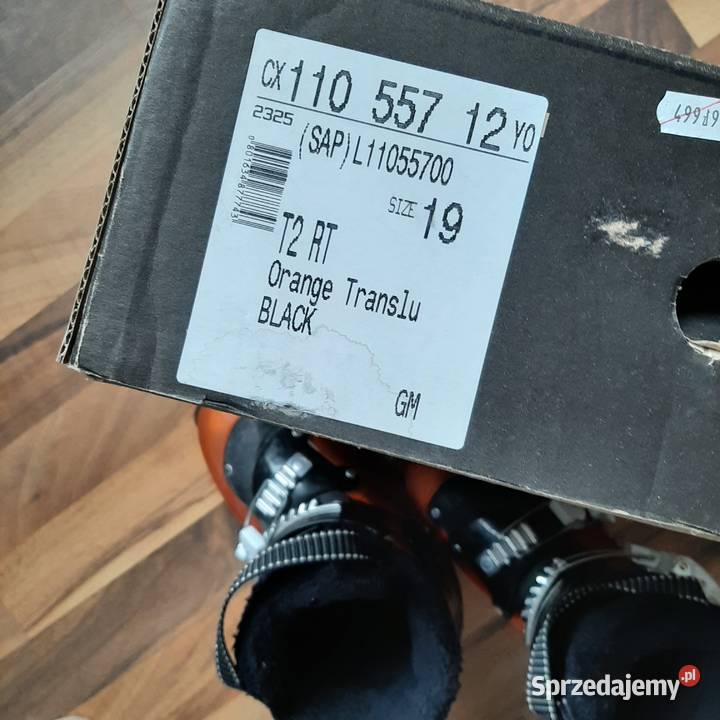 CX 110 557 12 YO
2325
(SAP)L11055700
SIZE 19
T2 RT
Orange Translu
BLACK
GM
Sprzedajemy.pl